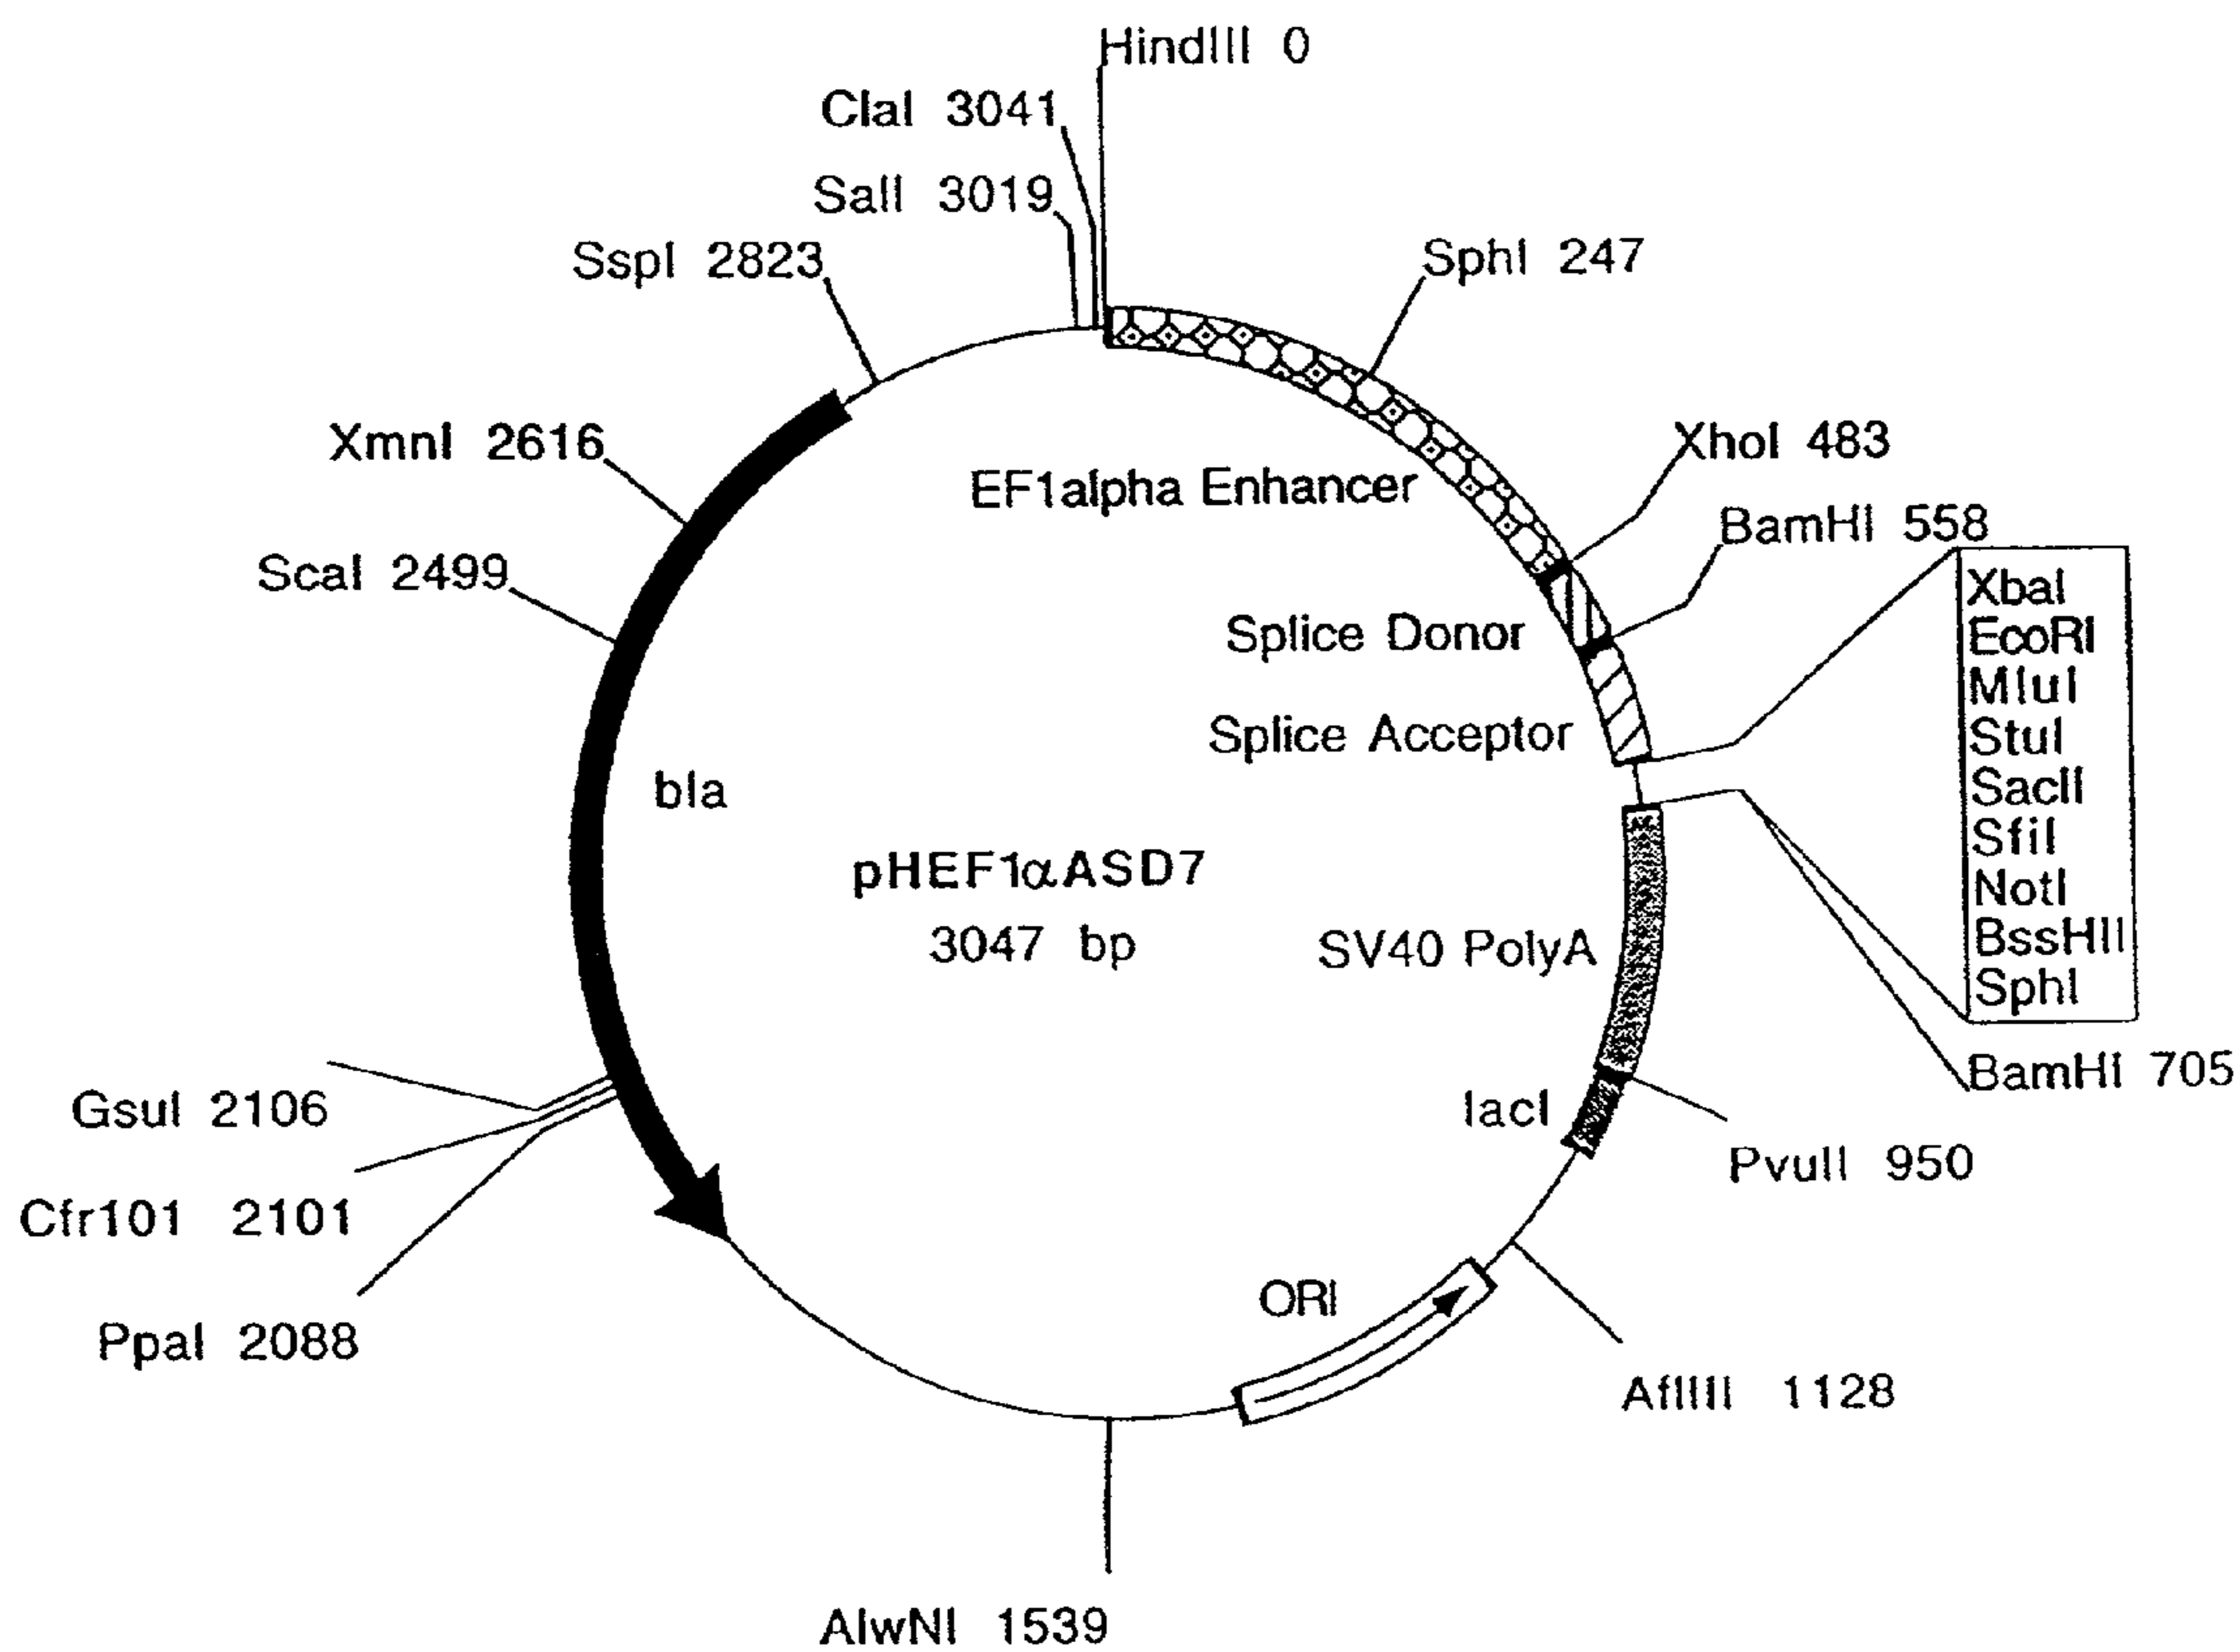 HindIII 0
ClaI 3041
SalI 3019
SspI 2823
SphI 247
XmnI 2616
XhoI 483
EF1alpha Enhancer
BamHI 558
ScaI 2499
XbaI
EcoRI
MluI
StuI
SacII
SfiI
NotI
BssHII
SphI
Splice Donor
Splice Acceptor
bla
pHEF1αASD7
3047 bp
SV40 PolyA
BamHI 705
lacI
GsuI 2106
PvuII 950
Cfr101 2101
ORI
PpaI 2088
AflIII 1128
AlwNI 1539